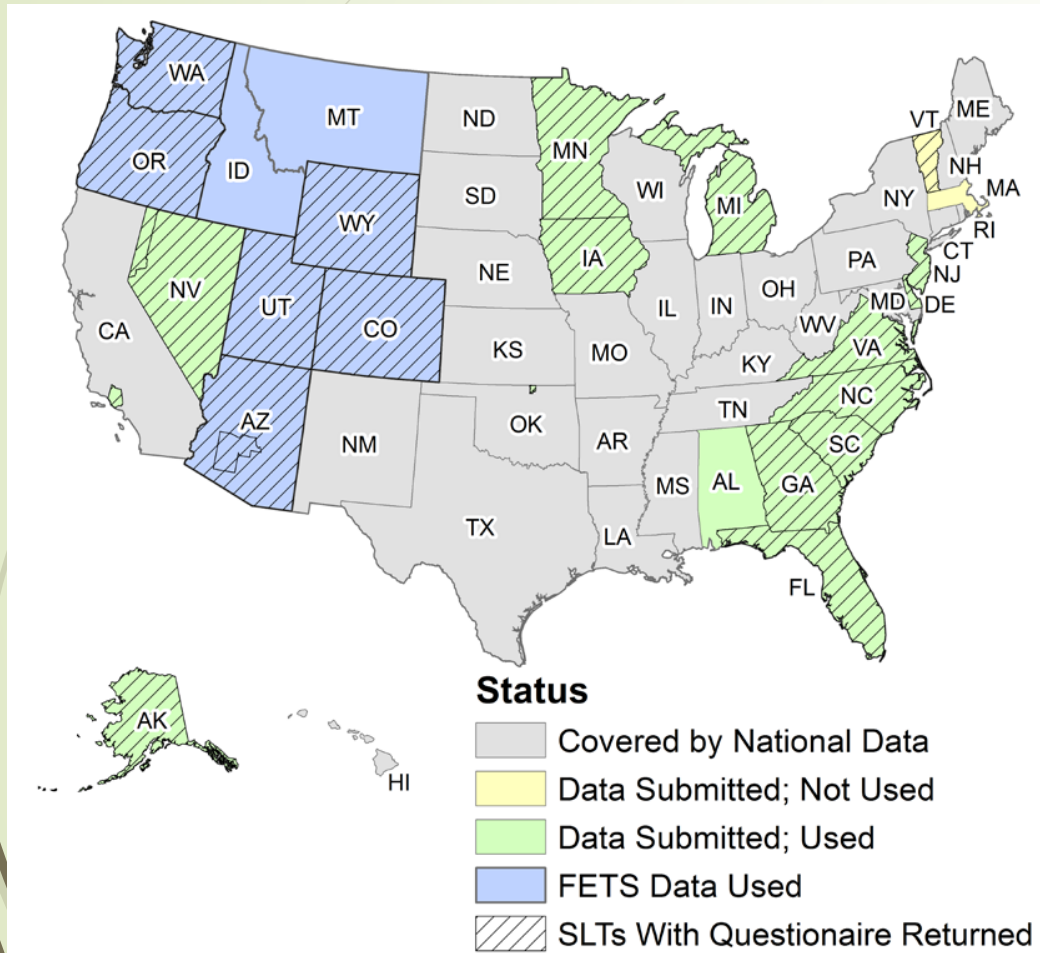 WA
MT
ND
MN
ME
VT
OR
ID
SD
WI
NH
NY
MA
MI
WY
RI
CT
IA
PA
NE
NJ
NV
UT
OH
IL
IN
MD
DE
CO
WV
CA
VA
KS
MO
KY
NC
TN
AZ
OK
NM
AR
SC
MS
AL
GA
TX
LA
FL
Status
AK
Covered by National Data
HI
Data Submitted; Not Used
Data Submitted; Used
FETS Data Used
SLTs With Questionaire Returned